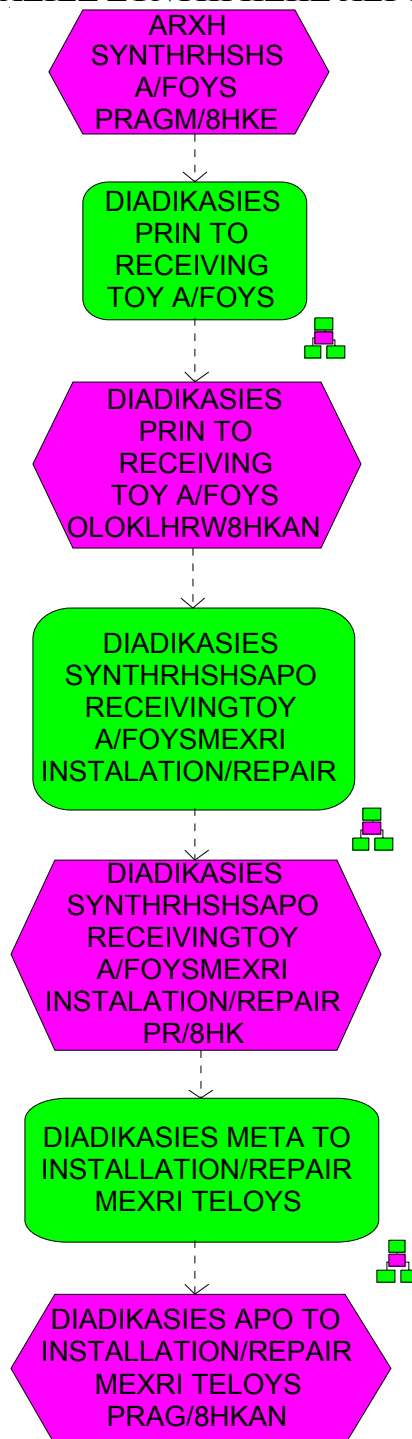 ARXH
SYNTHRHSHS
A/FOYS
PRAGM/8HKE
DIADIKASIES
PRIN TO
RECEIVING
TOY A/FOYS
DIADIKASIES
PRIN TO
RECEIVING
TOY A/FOYS
OLOKLHRW8HKAN
DIADIKASIES
SYNTHRHSHSAPO
RECEIVINGTOY
A/FOYSMEXRI
INSTALATION/REPAIR
DIADIKASIES
SYNTHRHSHSAPO
RECEIVINGTOY
A/FOYSMEXRI
INSTALATION/REPAIR
PR/8HK
DIADIKASIES META TO
INSTALLATION/REPAIR
MEXRI TELOYS
DIADIKASIES APO TO
INSTALLATION/REPAIR
MEXRI TELOYS
PRAG/8HKAN